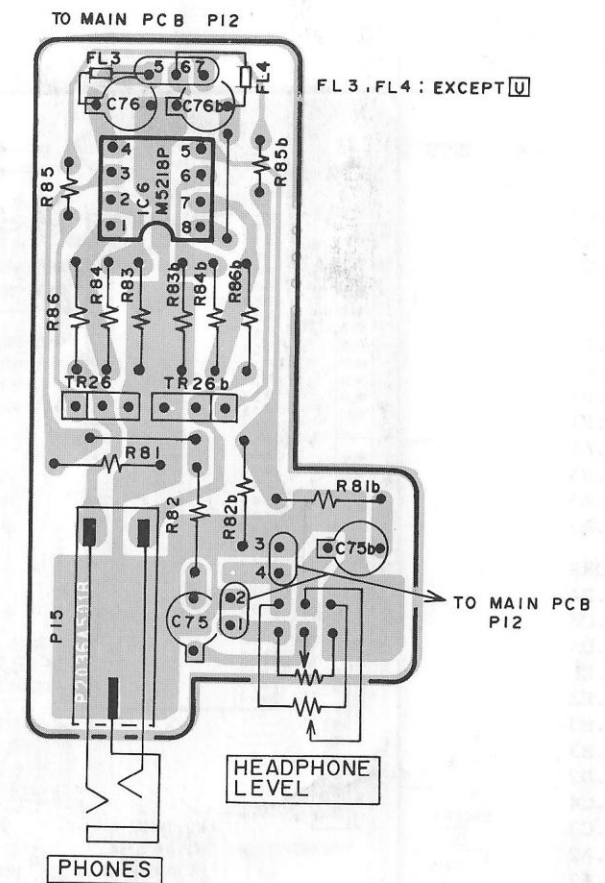 TO MAIN PCB P12
FL3 5 6 7 FL4
FL3, FL4 : EXCEPT U
C76 C76b
4 5
3 6
2 7
1 8
IC6
M5218P
R85 R85b
R86 R84 R83 R83b R84b R86b
TR26 TR26b
R81
R82 R82b
R81b
3 C75b
4
2
C75
1
TO MAIN PCB
P12
P15
HEADPHONE
LEVEL
PHONES